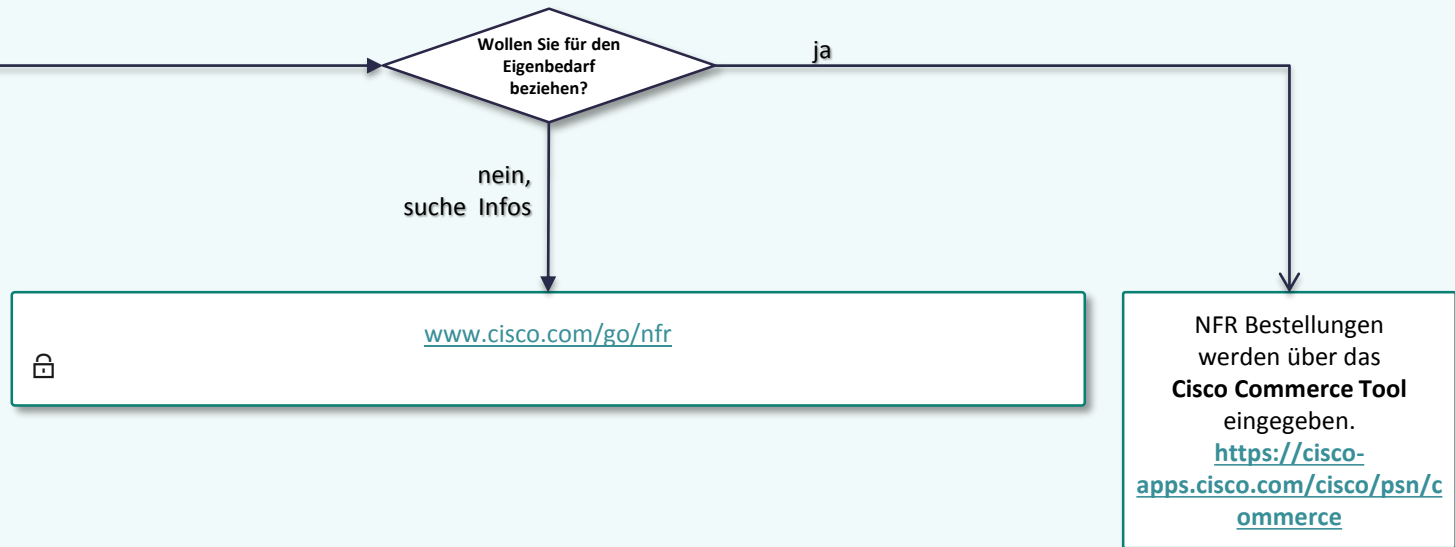 Wollen Sie für den
Eigenbedarf
beziehen?
ja
nein,
suche Infos
www.cisco.com/go/nfr
NFR Bestellungen
werden über das
Cisco Commerce Tool
eingegeben.
https://cisco-
apps.cisco.com/cisco/psn/c
ommerce